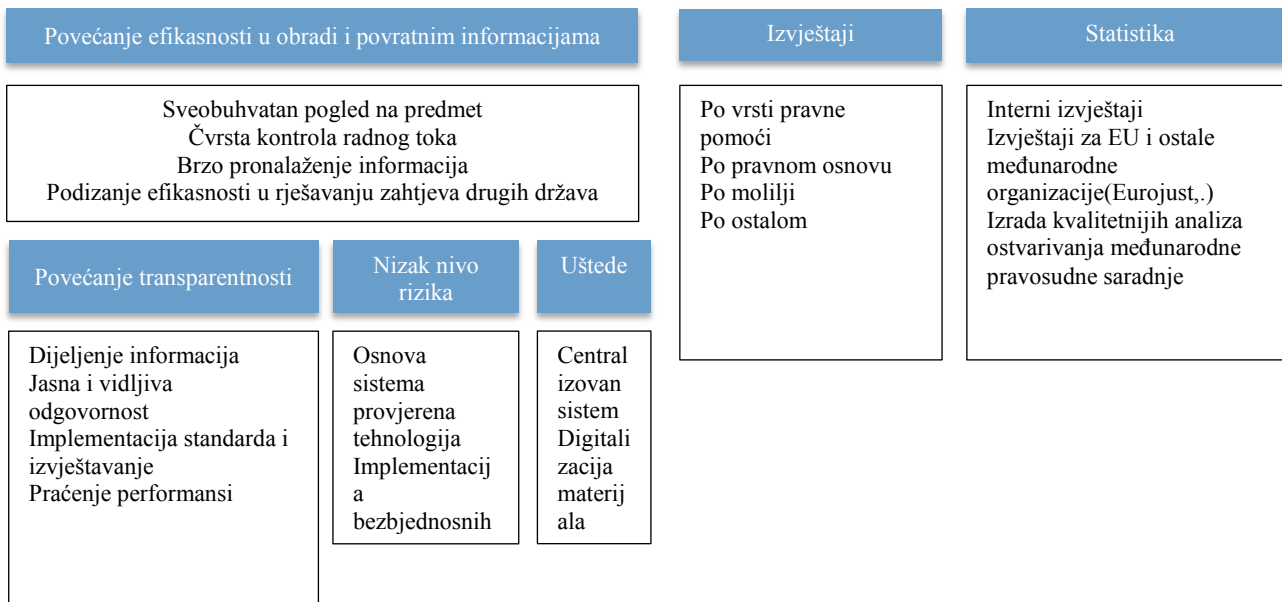 Povećanje efikasnosti u obradi i povratnim informacijama
Sveobuhvatan pogled na predmet
Čvrsta kontrola radnog toka
Brzo pronalaženje informacija
Podizanje efikasnosti u rješavanju zahtjeva drugih država
Izvještaji
Po vrsti pravne
pomoći
Po pravnom osnovu
Po molilji
Po ostalom
Statistika
Interni izvještaji
Izvještaji za EU i ostale
međunarodne
organizacije(Eurojust,.)
Izrada kvalitetnijih analiza
ostvarivanja međunarodne
pravosudne saradnje
Povećanje transparentnosti
Dijeljenje informacija
Jasna i vidljiva
odgovornost
Implementacija standarda i
izvještavanje
Praćenje performansi
Nizak nivo
rizika
Osnova
sistema
provjerena
tehnologija
Implementacij
a
bezbjednosnih
Uštede
Central
izovan
sistem
Digitali
zacija
materij
ala